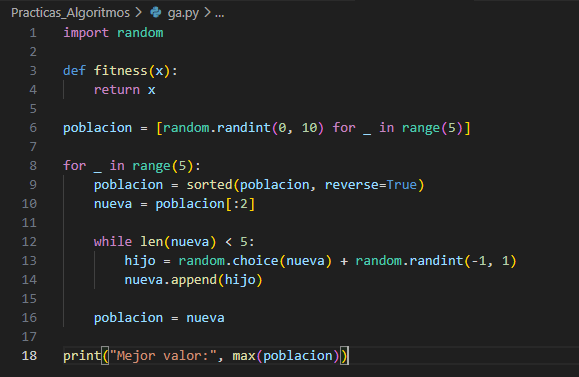 Practicas_Algoritmos > ga.py > ...
1 import random
2
3 def fitness(x):
4     return x
5
6 poblacion = [random.randint(0, 10) for _ in range(5)]
7
8 for _ in range(5):
9     poblacion = sorted(poblacion, reverse=True)
10     nueva = poblacion[:2]
11
12     while len(nueva) < 5:
13         hijo = random.choice(nueva) + random.randint(-1, 1)
14         nueva.append(hijo)
15
16     poblacion = nueva
17
18 print("Mejor valor:", max(poblacion))